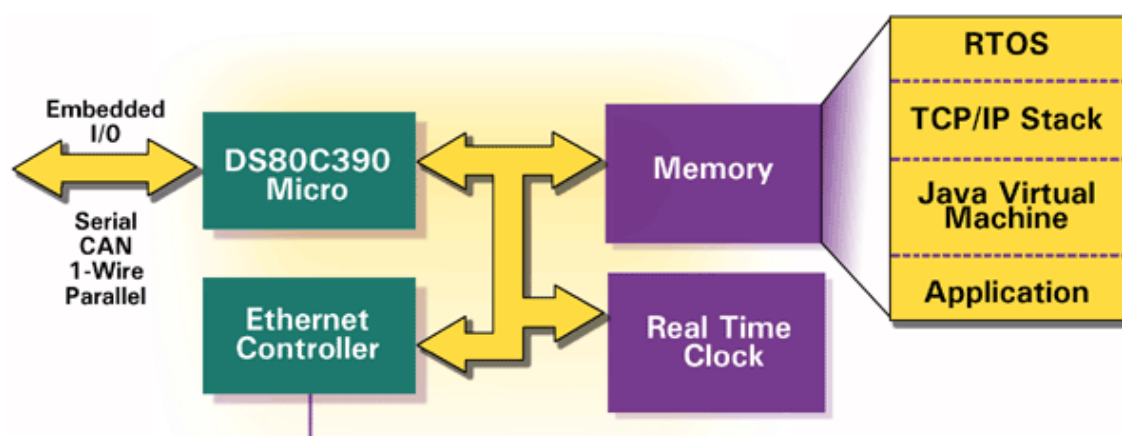 Embedded
I/O
Serial
CAN
1-Wire
Parallel
DS80C390
Micro
Ethernet
Controller
Memory
Real Time
Clock
RTOS
TCP/IP Stack
Java Virtual
Machine
Application